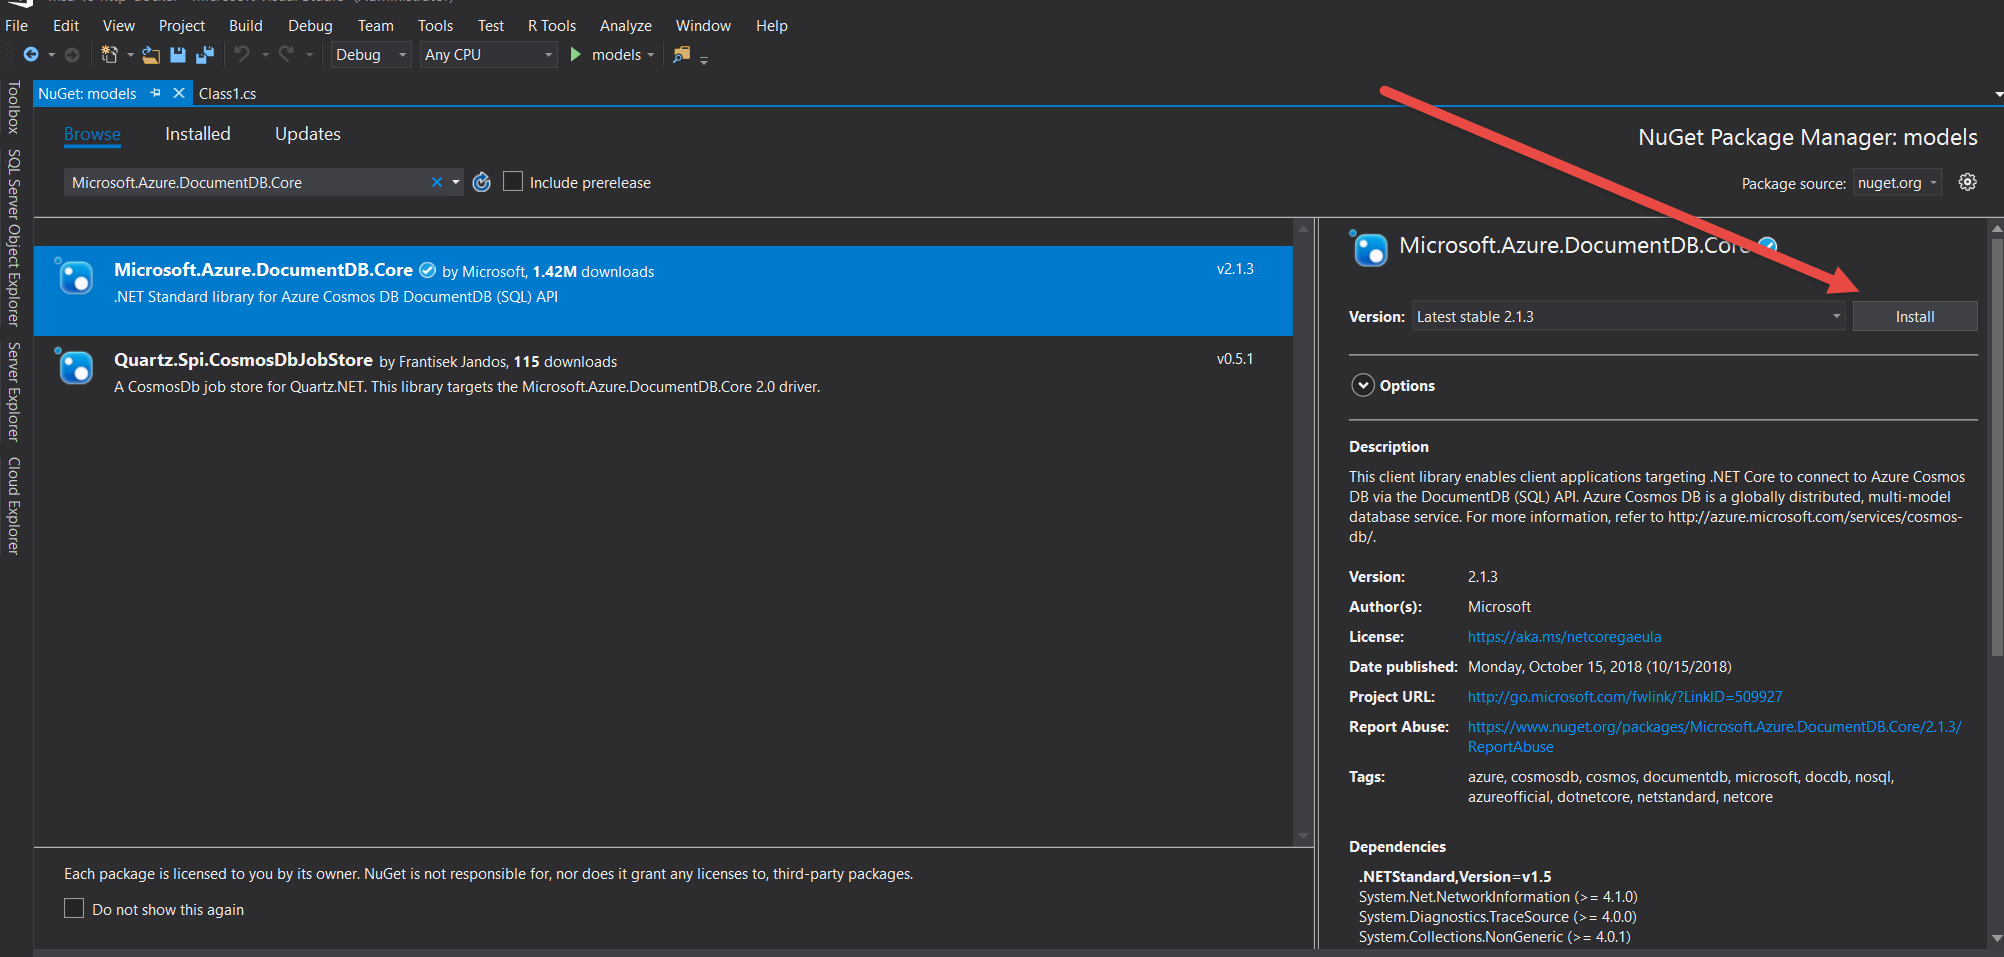 File Edit View Project Build Debug Team Tools Test R Tools Analyze Window Help
Debug Any CPU models
Toolbox
SQL Server Object Explorer
Server Explorer
Cloud Explorer
NuGet: models Class1.cs
Browse Installed Updates
NuGet Package Manager: models
Microsoft.Azure.DocumentDB.Core Include prerelease
Package source: nuget.org
Microsoft.Azure.DocumentDB.Core by Microsoft, 1.42M downloads v2.1.3
.NET Standard library for Azure Cosmos DB DocumentDB (SQL) API
Quartz.Spi.CosmosDbJobStore by Frantisek Jandos, 115 downloads v0.5.1
A CosmosDb job store for Quartz.NET. This library targets the Microsoft.Azure.DocumentDB.Core 2.0 driver.
Each package is licensed to you by its owner. NuGet is not responsible for, nor does it grant any licenses to, third-party packages.
Do not show this again
Microsoft.Azure.DocumentDB.Core
Version: Latest stable 2.1.3 Install
Options
Description
This client library enables client applications targeting .NET Core to connect to Azure Cosmos
DB via the DocumentDB (SQL) API. Azure Cosmos DB is a globally distributed, multi-model
database service. For more information, refer to http://azure.microsoft.com/services/cosmos-
db/.
Version: 2.1.3
Author(s): Microsoft
License: https://aka.ms/netcoregaeula
Date published: Monday, October 15, 2018 (10/15/2018)
Project URL: http://go.microsoft.com/fwlink/?LinkID=509927
Report Abuse: https://www.nuget.org/packages/Microsoft.Azure.DocumentDB.Core/2.1.3/
ReportAbuse
Tags: azure, cosmosdb, cosmos, documentdb, microsoft, docdb, nosql,
azureofficial, dotnetcore, netstandard, netcore
Dependencies
.NETStandard,Version=v1.5
System.Net.NetworkInformation (>= 4.1.0)
System.Diagnostics.TraceSource (>= 4.0.0)
System.Collections.NonGeneric (>= 4.0.1)